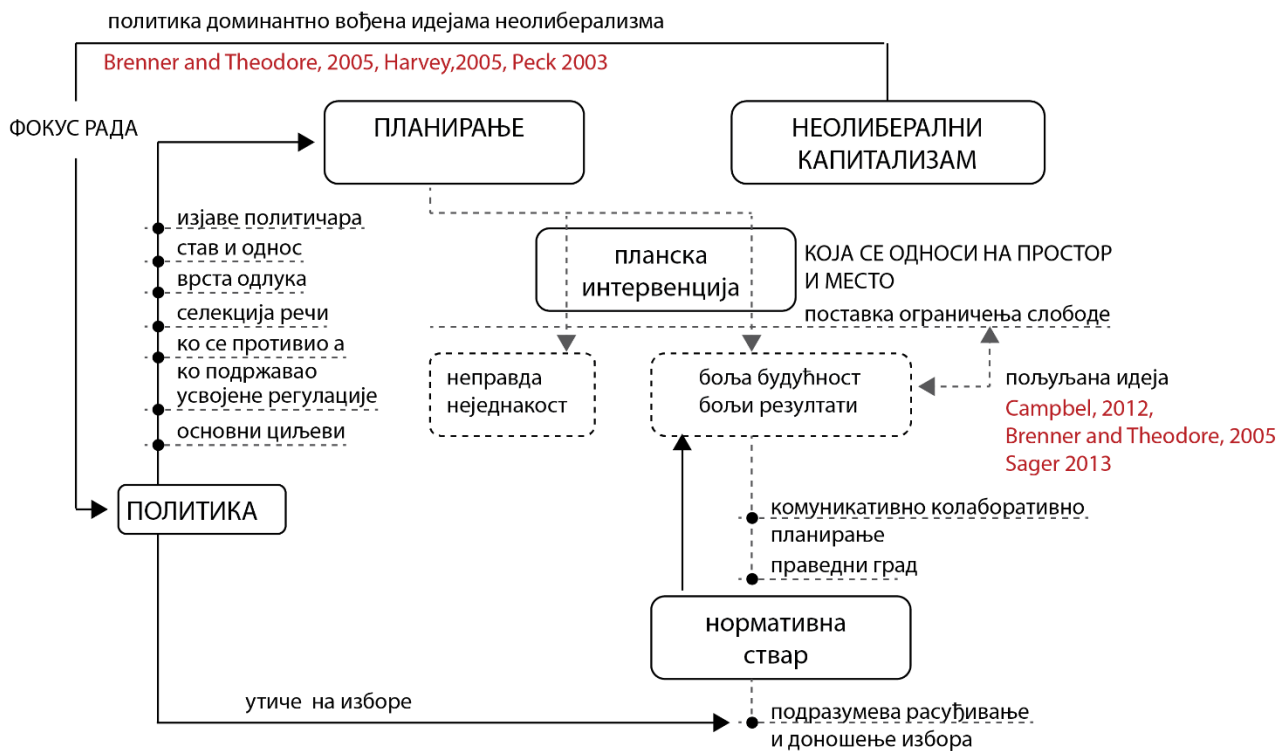 политика доминантно вођена идејама неолиберализма
Brenner and Theodore, 2005, Harvey,2005, Peck 2003
ФОКУС РАДА
ПЛАНИРАЊЕ
НЕОЛИБЕРАЛНИ
КАПИТАЛИЗАМ
изјаве политичара
став и однос
врста одлука
селекција речи
ко се противио а
ко подржавао
усвојене регулације
основни циљеви
ПОЛИТИКА
планска
интервенција
КОЈА СЕ ОДНОСИ НА ПРОСТОР
И МЕСТО
поставка ограничења слободе
неправда
неједнакост
боља будућност
бољи резултати
пољуљана идеја
Campbel, 2012,
Brenner and Theodore, 2005
Sager 2013
комуникативно колаборативно
планирање
праведни град
нормативна
ствар
утиче на изборе
подразумева расуђивање
и доношење избора